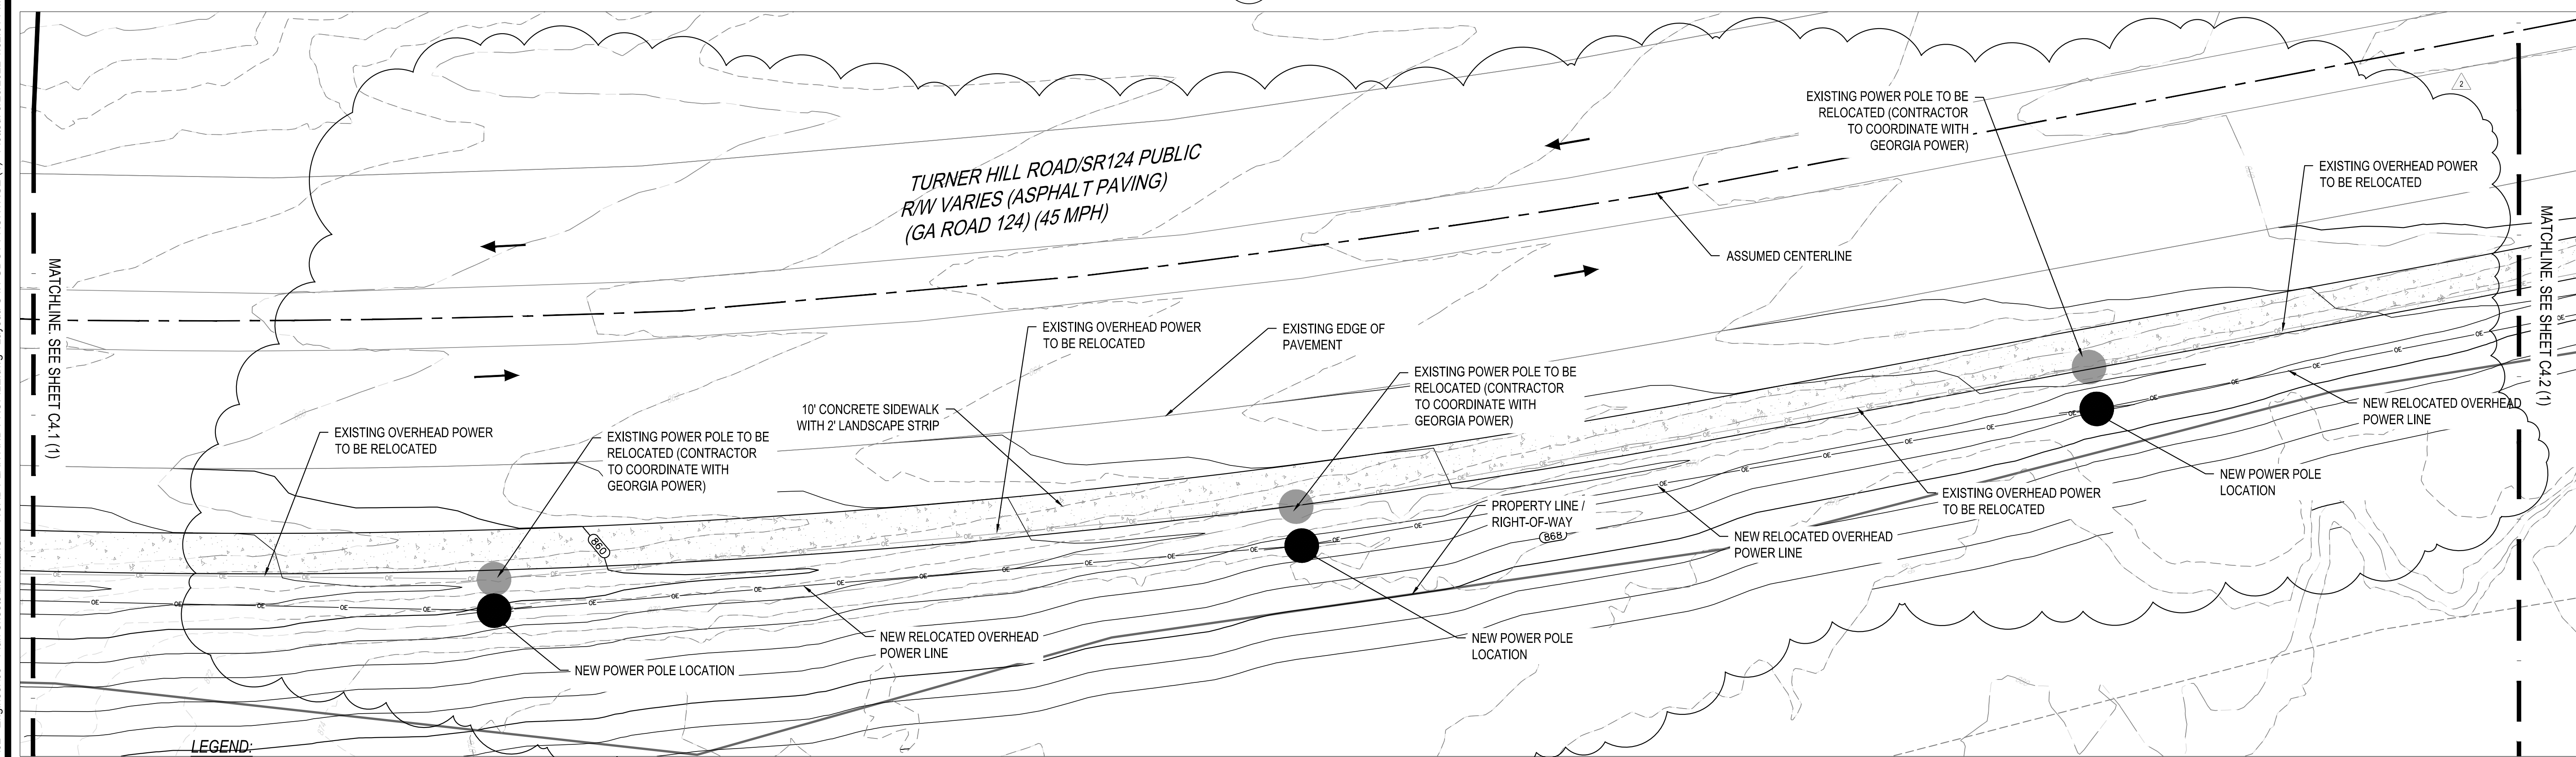 MATCHLINE. SEE SHEET C4.1 (1)
TURNER HILL ROAD/SR124 PUBLIC
R/W VARIES (ASPHALT PAVING)
(GA ROAD 124) (45 MPH)
EXISTING POWER POLE TO BE
RELOCATED (CONTRACTOR
TO COORDINATE WITH
GEORGIA POWER)
2
EXISTING OVERHEAD POWER
TO BE RELOCATED
MATCHLINE. SEE SHEET C4.2 (1)
ASSUMED CENTERLINE
EXISTING OVERHEAD POWER
TO BE RELOCATED
EXISTING EDGE OF
PAVEMENT
EXISTING POWER POLE TO BE
RELOCATED (CONTRACTOR
TO COORDINATE WITH
GEORGIA POWER)
10' CONCRETE SIDEWALK
WITH 2' LANDSCAPE STRIP
EXISTING OVERHEAD POWER
TO BE RELOCATED
EXISTING POWER POLE TO BE
RELOCATED (CONTRACTOR
TO COORDINATE WITH
GEORGIA POWER)
NEW RELOCATED OVERHEAD
POWER LINE
NEW POWER POLE
LOCATION
EXISTING OVERHEAD POWER
TO BE RELOCATED
PROPERTY LINE /
RIGHT-OF-WAY
868
NEW RELOCATED OVERHEAD
POWER LINE
860
NEW RELOCATED OVERHEAD
POWER LINE
NEW POWER POLE
LOCATION
NEW POWER POLE LOCATION
OE
LEGEND: